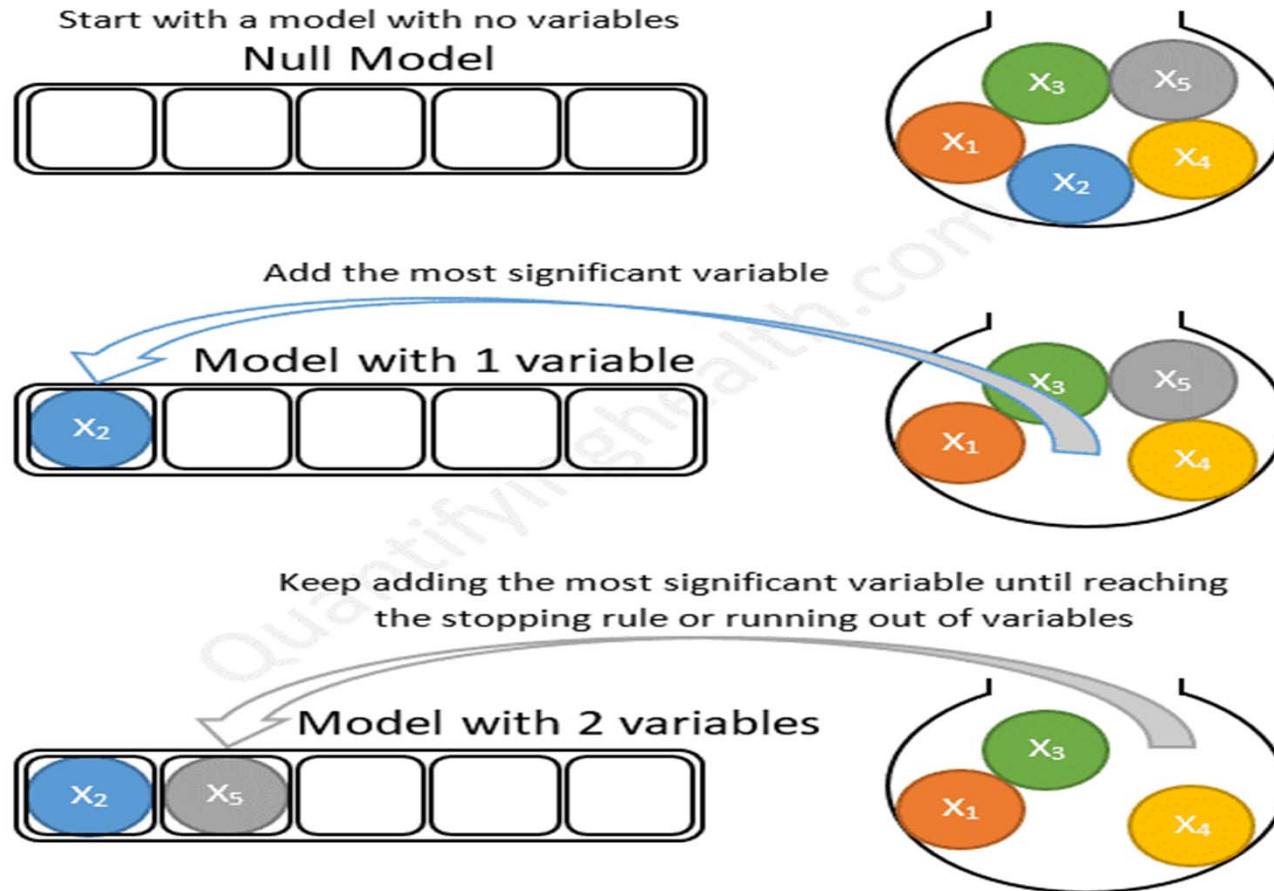 Start with a model with no variables
Null Model
X₃ X₅
X₁ X₂ X₄
Add the most significant variable
Model with 1 variable
X₂
X₃ X₅
X₁ X₄
Keep adding the most significant variable until reaching
the stopping rule or running out of variables
Model with 2 variables
X₂ X₅
X₃
X₁ X₄
Quantifyinghealth.com